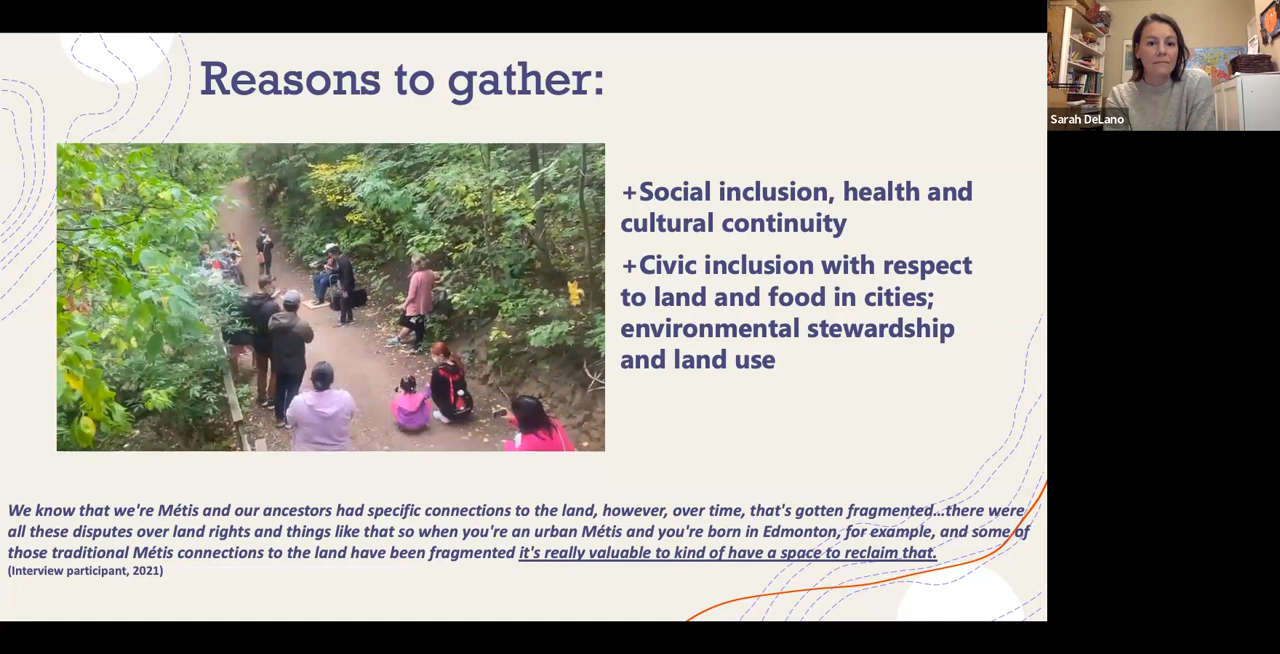 Reasons to gather:
Sarah DeLano
+Social inclusion, health and
cultural continuity
+Civic inclusion with respect
to land and food in cities;
environmental stewardship
and land use
We know that we're Métis and our ancestors had specific connections to the land, however, over time, that's gotten fragmented...there were
all these disputes over land rights and things like that so when you're an urban Métis and you're born in Edmonton, for example, and some of
those traditional Métis connections to the land have been fragmented it's really valuable to kind of have a space to reclaim that.
(Interview participant, 2021)